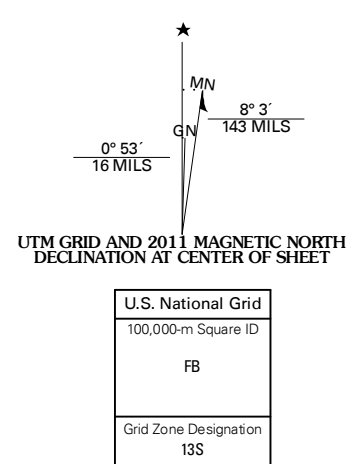 ★
MN
8° 3´
143 MILS
GN
0° 53´
16 MILS
UTM GRID AND 2011 MAGNETIC NORTH
DECLINATION AT CENTER OF SHEET
U.S. National Grid
100,000-m Square ID
FB
Grid Zone Designation
13S